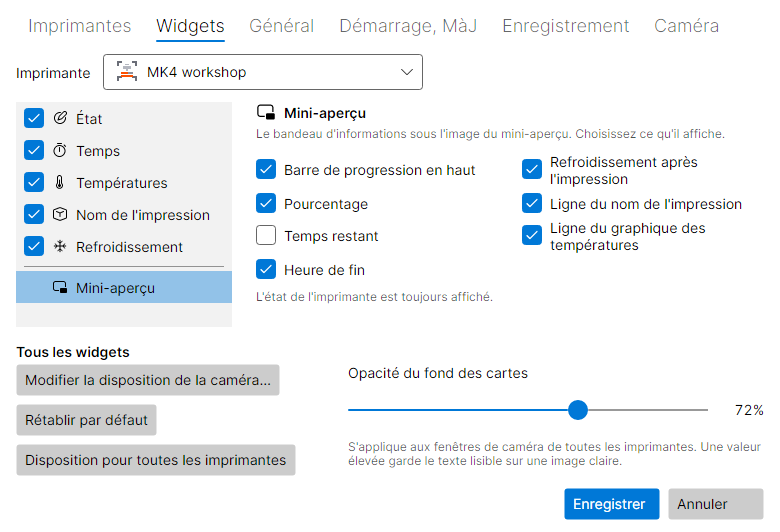 Imprimantes Widgets Général Démarrage, MàJ Enregistrement Caméra
Imprimante MK4 workshop
État
Temps
Températures
Nom de l'impression
Refroidissement
Mini-aperçu
Mini-aperçu
Le bandeau d'informations sous l'image du mini-aperçu. Choisissez ce qu'il affiche.
Barre de progression en haut
Pourcentage
Temps restant
Heure de fin
Refroidissement après
l'impression
Ligne du nom de l'impression
Ligne du graphique des
températures
L'état de l'imprimante est toujours affiché.
Tous les widgets
Modifier la disposition de la caméra...
Rétablir par défaut
Disposition pour toutes les imprimantes
Opacité du fond des cartes
72%
S'applique aux fenêtres de caméra de toutes les imprimantes. Une valeur
élevée garde le texte lisible sur une image claire.
Enregistrer Annuler